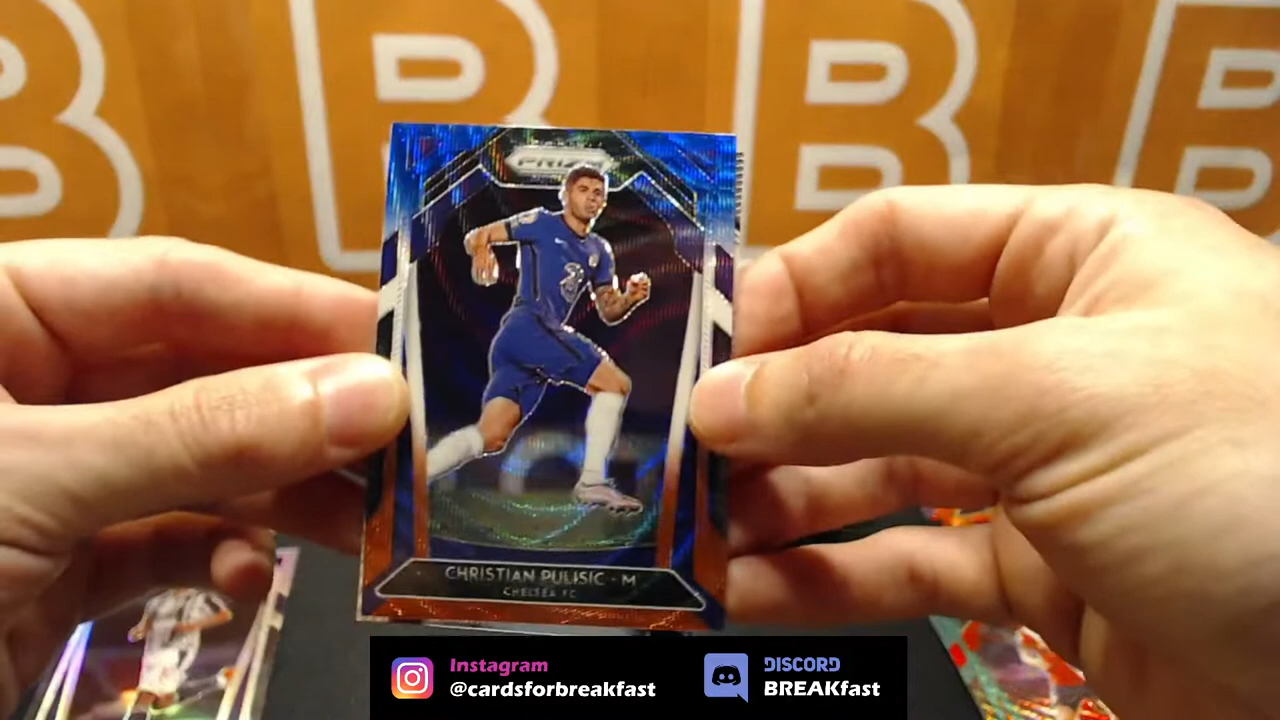 B B B B
PRIZM
CHRISTIAN PULISIC - M
CHELSEA FC
Instagram
@cardsforbreakfast
DISCORD
BREAKfast